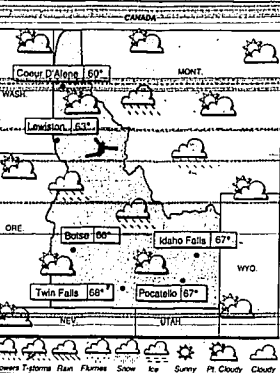 CANADA
Coeur D'Alene 60°
MONT.
WASH.
Lewiston 63°
ORE.
Boise 66°
Idaho Falls 67°
WYO.
Twin Falls 68°
Pocatello 67°
NEV.
UTAH
Showers T-storms Rain Flurries Snow Ice Sunny Pt. Cloudy Cloudy